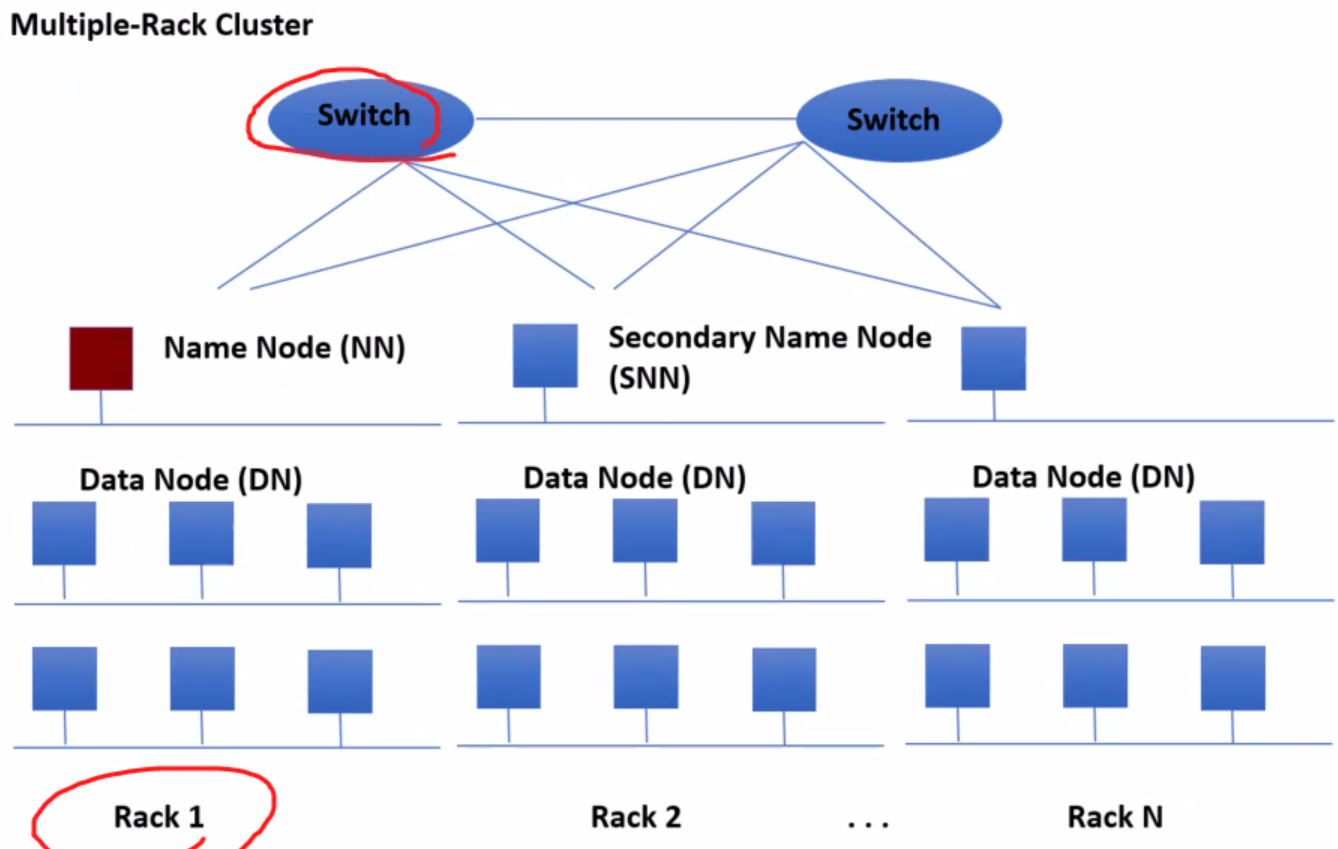 Multiple-Rack Cluster
Switch
Switch
Name Node (NN)
Secondary Name Node
(SNN)
Data Node (DN)
Data Node (DN)
Data Node (DN)
Rack 1
Rack 2
...
Rack N